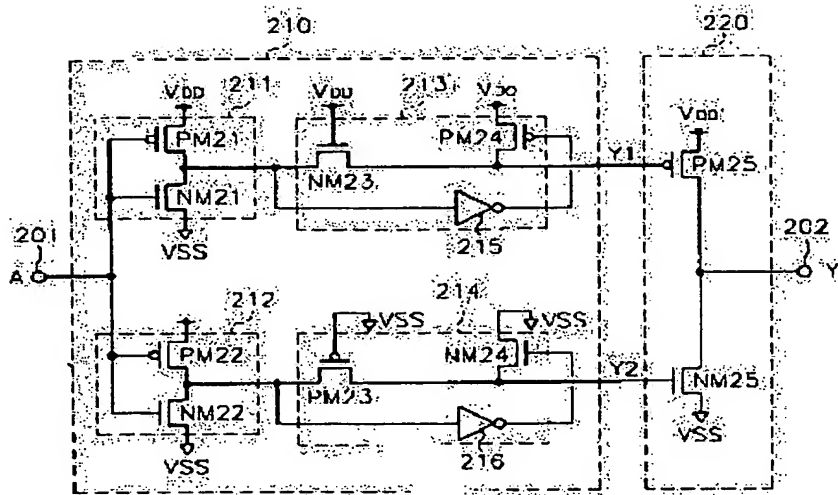 210
220
VDD
211
VDD
213
VDD
PM21
PM24
Y1
VDD
PM25
NM21
NM23
201
VSS
215
202
A
Y
212
VSS
214
VSS
PM22
NM24
Y2
NM22
PM23
NM25
VSS
216
VSS